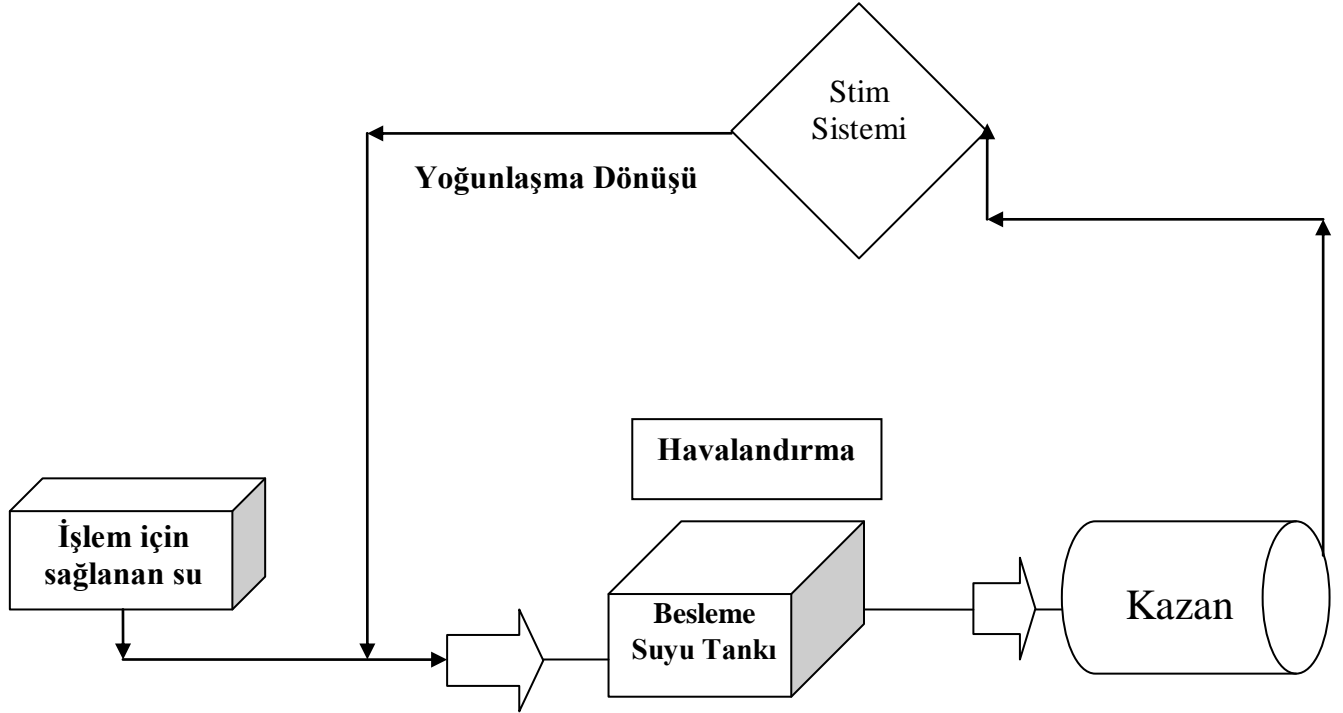 Stim
Sistemi
Yoğunlaşma Dönüşü
Havalandırma
İşlem için
sağlanan su
Besleme
Suyu Tankı
Kazan